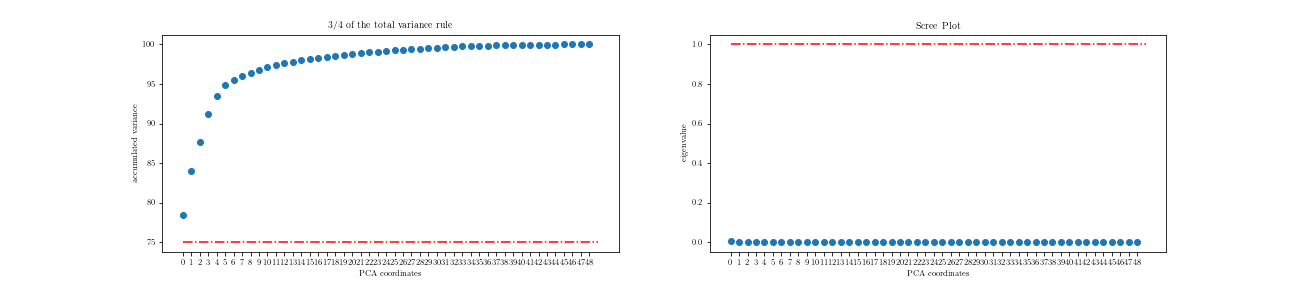 3/4 of the total variance rule
100
95
90
85
80
75
accumulated variance
0 1 2 3 4 5 6 7 8 9 10 11 12 13 14 15 16 17 18 19 20 21 22 23 24 25 26 27 28 29 30 31 32 33 34 35 36 37 38 39 40 41 42 43 44 45 46 47 48
PCA coordinates
Scree Plot
1.0
0.8
0.6
0.4
0.2
0.0
eigenvalue
0 1 2 3 4 5 6 7 8 9 10 11 12 13 14 15 16 17 18 19 20 21 22 23 24 25 26 27 28 29 30 31 32 33 34 35 36 37 38 39 40 41 42 43 44 45 46 47 48
PCA coordinates